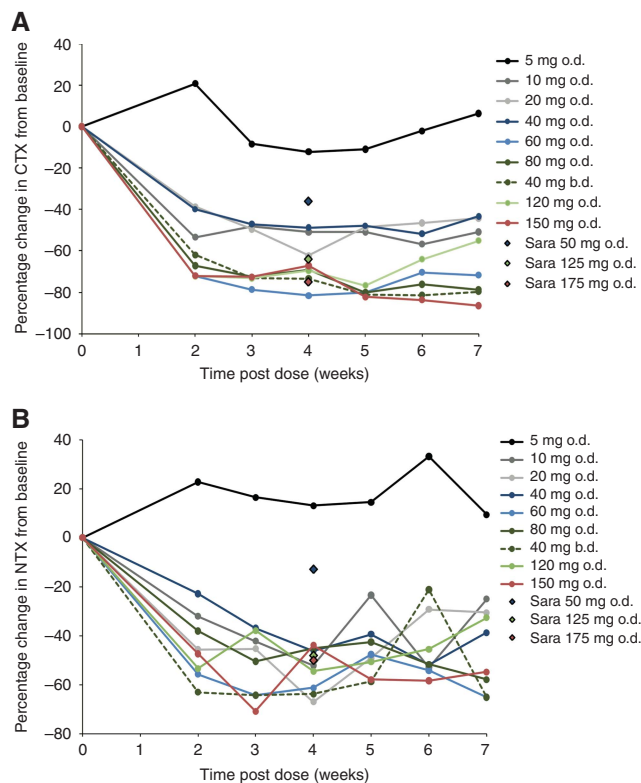 A
Percentage change in CTX from baseline
40
20
0
−20
−40
−60
−80
−100
0
1
2
3
4
5
6
7
Time post dose (weeks)
5 mg o.d.
10 mg o.d.
20 mg o.d.
40 mg o.d.
60 mg o.d.
80 mg o.d.
40 mg b.d.
120 mg o.d.
150 mg o.d.
Sara 50 mg o.d.
Sara 125 mg o.d.
Sara 175 mg o.d.
B
Percentage change in NTX from baseline
40
20
0
−20
−40
−60
−80
0
1
2
3
4
5
6
7
Time post dose (weeks)
5 mg o.d.
10 mg o.d.
20 mg o.d.
40 mg o.d.
60 mg o.d.
80 mg o.d.
40 mg b.d.
120 mg o.d.
150 mg o.d.
Sara 50 mg o.d.
Sara 125 mg o.d.
Sara 175 mg o.d.